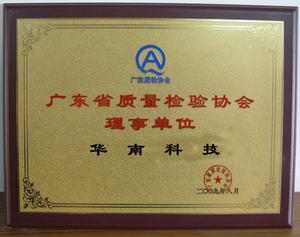 广东质检协会
广东省质量检验协会
理事单位
华南科技
二〇〇九年八月